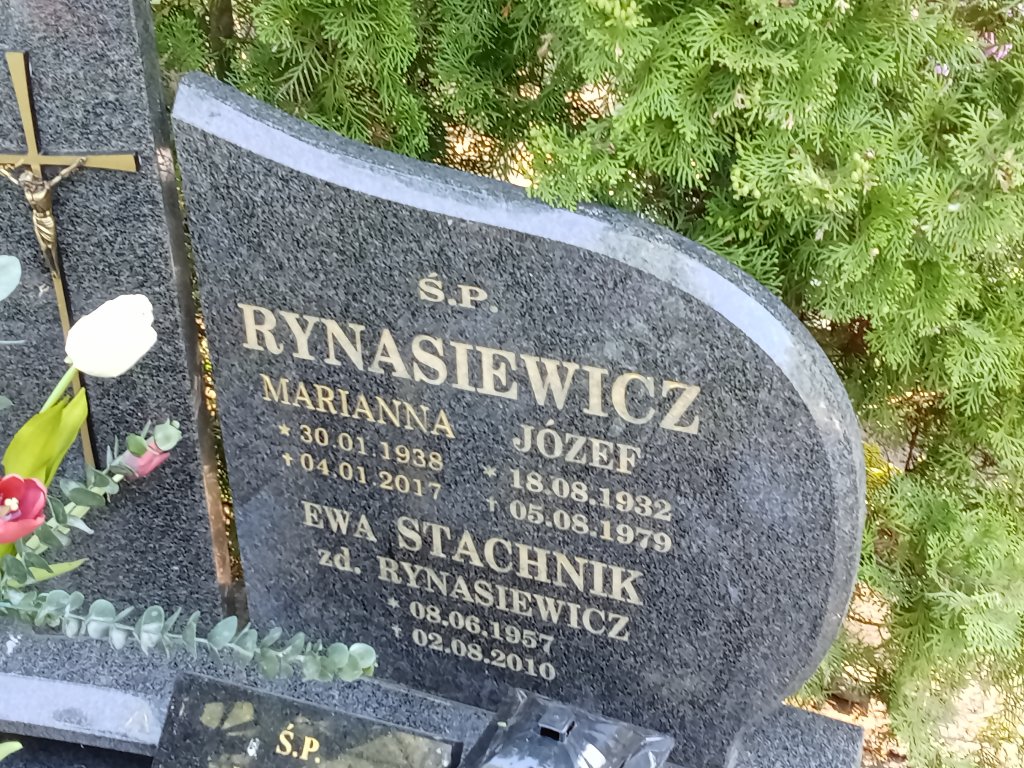 Ś.P.
RYNASIEWICZ
MARIANNA
* 30.01.1938
✝ 04.01.2017
JÓZEF
* 18.08.1932
✝ 05.08.1979
EWA STACHNIK
zd. RYNASIEWICZ
* 08.06.1957
✝ 02.08.2010
Ś.P.